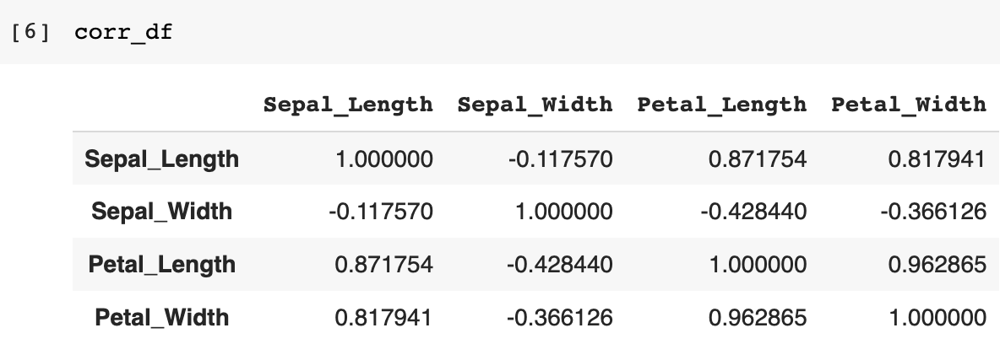 [6] corr_df
Sepal_Length Sepal_Width Petal_Length Petal_Width
Sepal_Length 1.000000 -0.117570 0.871754 0.817941
Sepal_Width -0.117570 1.000000 -0.428440 -0.366126
Petal_Length 0.871754 -0.428440 1.000000 0.962865
Petal_Width 0.817941 -0.366126 0.962865 1.000000